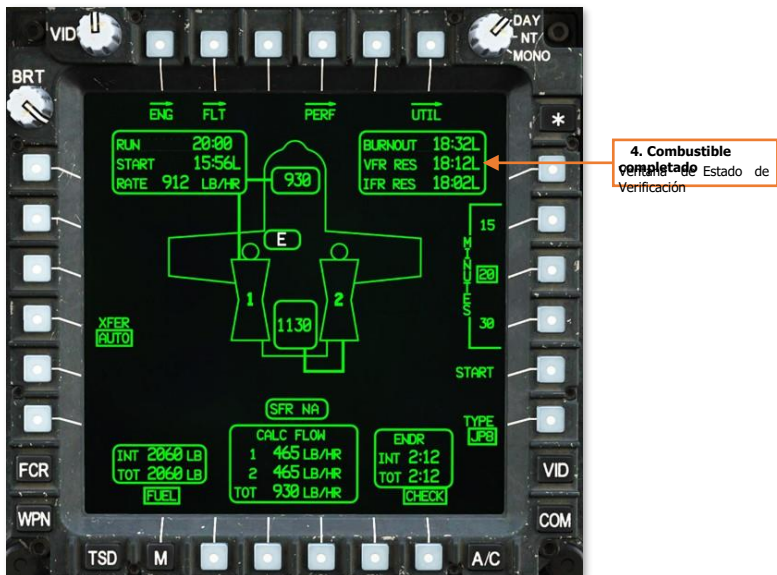 VID
DAY
NT
MONO
BRT
ENG FLT PERF UTIL
*
RUN 20:00
START 15:56L
RATE 912 LB/HR
BURNOUT 18:32L
VFR RES 18:12L
IFR RES 18:02L
4. Combustible
completado
Ventana de Estado de
Verificación
930
E
15
MINUTES
20
1
2
1130
30
XFER
AUTO
START
SFR NA
TYPE
JP8
CALC FLOW
1 465 LB/HR
2 465 LB/HR
TOT 930 LB/HR
INT 2060 LB
TOT 2060 LB
FUEL
ENDR
INT 2:12
TOT 2:12
CHECK
FCR
VID
WPN
COM
TSD M A/C